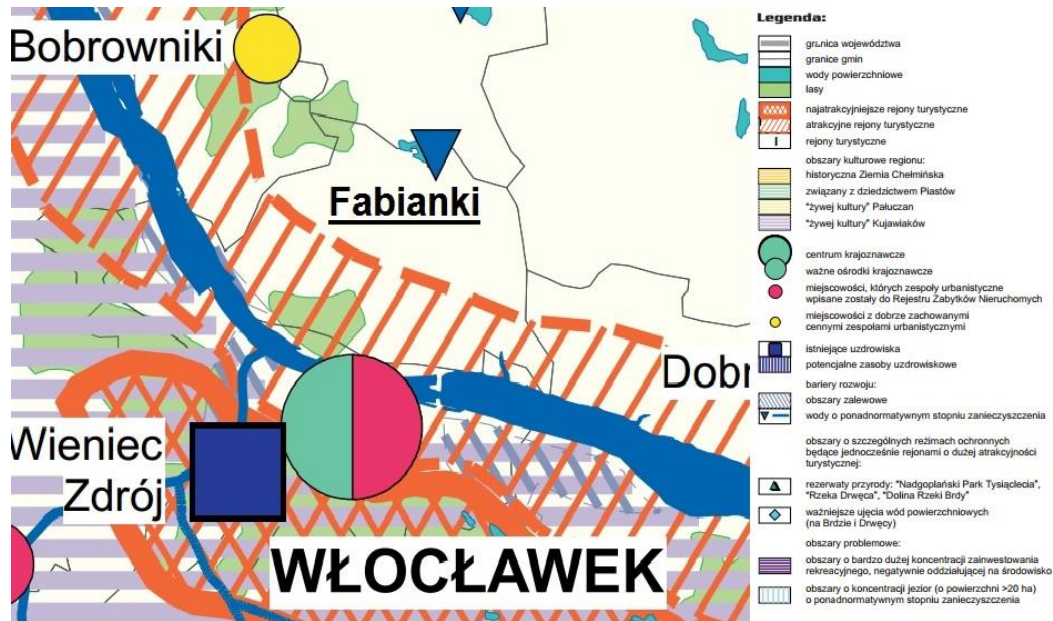 Bobrowniki
Fabianki
Dobr
Wieniec
Zdrój
WŁOCŁAWEK
Legenda:
granica województwa
granice gmin
wody powierzchniowe
lasy
najatrakcyjniejsze rejony turystyczne
atrakcyjne rejony turystyczne
I
rejony turystyczne
obszary kulturowe regionu:
historyczna Ziemia Chełmińska
związany z dziedzictwem Piastów
"żywej kultury" Pałuczan
"żywej kultury" Kujawiaków
centrum krajoznawcze
ważne ośrodki krajoznawcze
miejscowości, których zespoły urbanistyczne
wpisane zostały do Rejestru Zabytków Nieruchomych
miejscowości z dobrze zachowanymi
cennymi zespołami urbanistycznymi
istniejące uzdrowiska
potencjalne zasoby uzdrowiskowe
bariery rozwoju:
obszary zalewowe
wody o ponadnormatywnym stopniu zanieczyszczenia
obszary o szczególnych reżimach ochronnych
będące jednocześnie rejonami o dużej atrakcyjności
turystycznej:
rezerwaty przyrody: "Nadgoplański Park Tysiąclecia",
"Rzeka Drwęca", "Dolina Rzeki Brdy"
ważniejsze ujęcia wód powierzchniowych
(na Brdzie i Drwęcy)
obszary problemowe:
obszary o bardzo dużej koncentracji zainwestowania
rekreacyjnego, negatywnie oddziałującej na środowisko
obszary o koncentracji jezior (o powierzchni >20 ha)
o ponadnormatywnym stopniu zanieczyszczenia